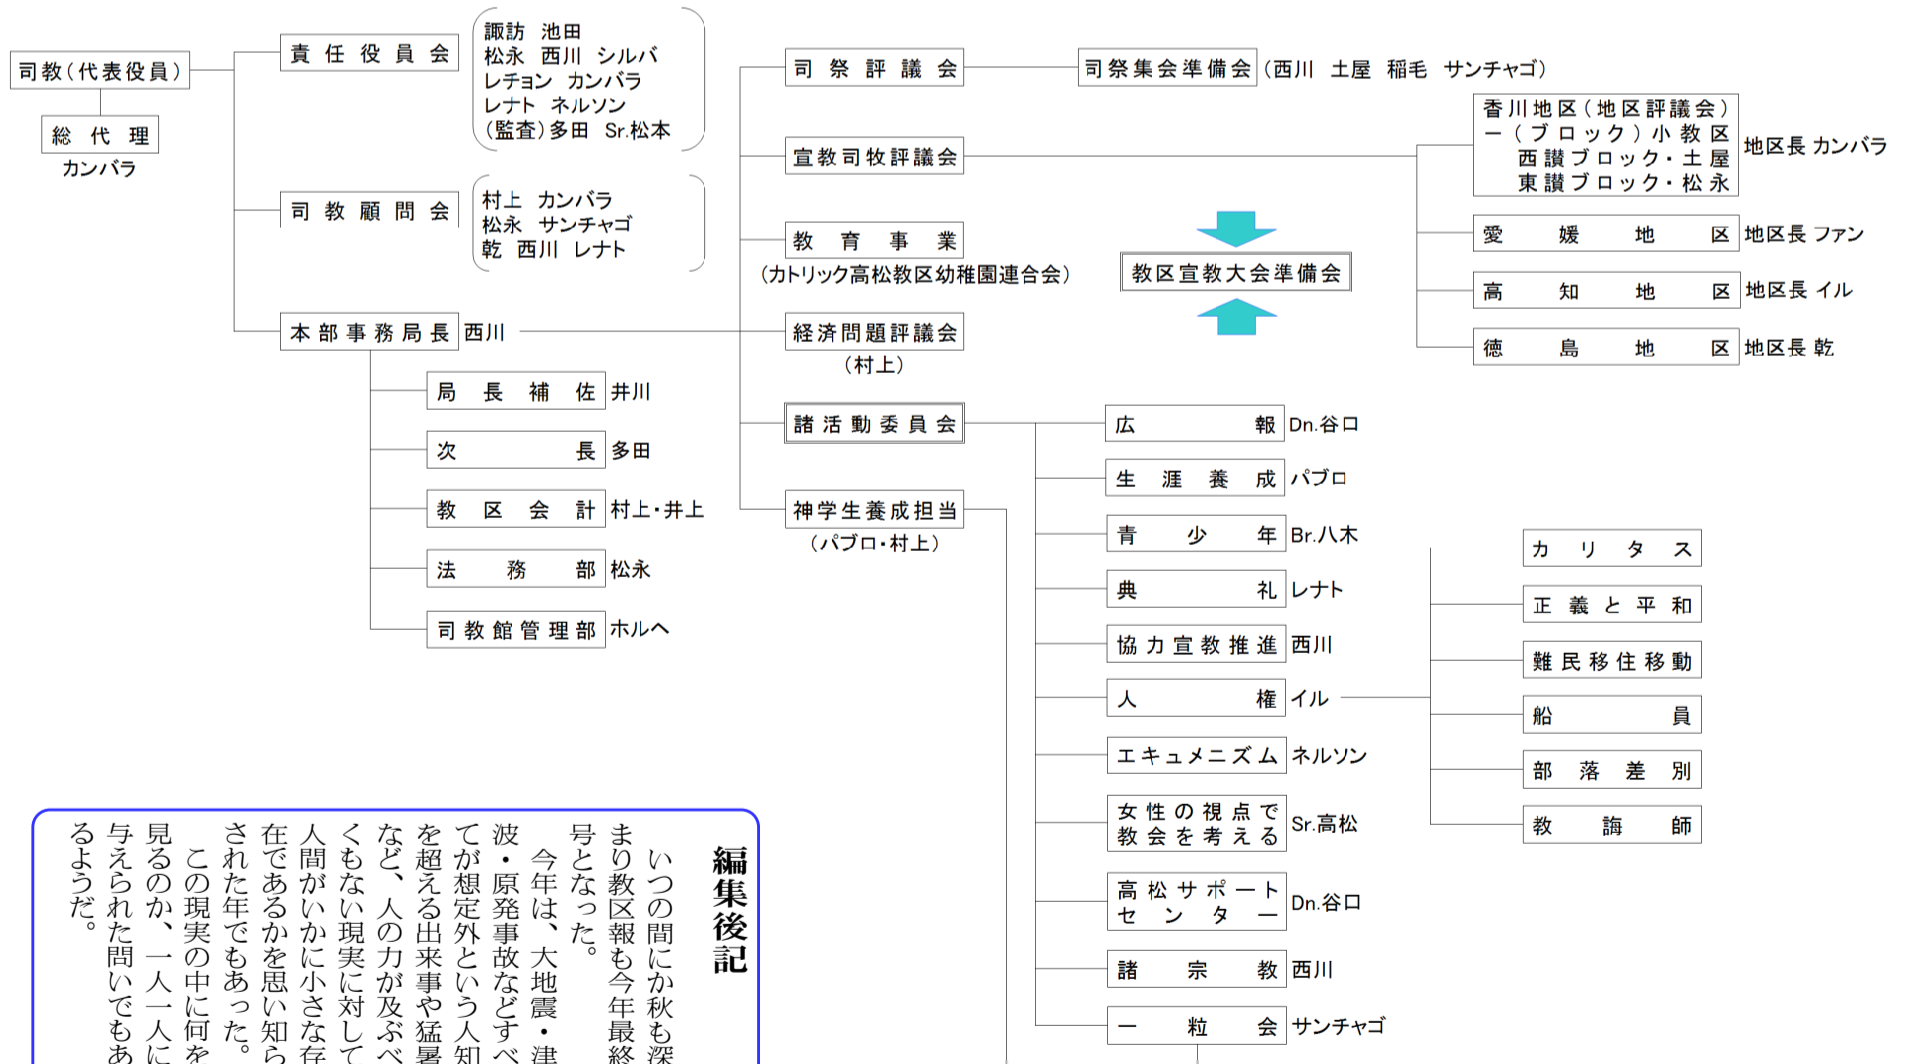 司教（代表役員）
総代理
カンバラ
責任役員会
諏訪 池田
松永 西川 シルバ
レチョン カンバラ
レナト ネルソン
（監査）多田 Sr.松本
司教顧問会
村上 カンバラ
松永 サンチャゴ
乾 西川 レナト
本部事務局長 西川
局長補佐 井川
次長 多田
教区会計 村上・井上
法務部 松永
司教館管理部 ホルヘ
司祭評議会
司祭集会準備会（西川 土屋 稲毛 サンチャゴ）
宣教司牧評議会
香川地区（地区評議会）
ー（ブロック）小教区
西讃ブロック・土屋
東讃ブロック・松永
地区長 カンバラ
愛媛地区 地区長 ファン
高知地区 地区長 イル
徳島地区 地区長 乾
教育事業
（カトリック高松教区幼稚園連合会）
教区宣教大会準備会
経済問題評議会
（村上）
諸活動委員会
広報 Dn.谷口
生涯養成 パブロ
青少年 Br.八木
典礼 レナト
協力宣教推進 西川
人権 イル
カリタス
正義と平和
難民移住移動
船員
部落差別
教誨師
エキュメニズム ネルソン
女性の視点で
教会を考える
Sr.高松
高松サポート
センター
Dn.谷口
諸宗教 西川
一粒会 サンチャゴ
神学生養成担当
（パブロ・村上）
編集後記
いつの間にか秋も深
まり教区報も今年最終
号となった。
今年は、大地震・津
波・原発事故などすべ
てが想定外という人知
を超える出来事や猛暑
など、人の力が及ぶべ
くもない現実に対して
人間がいかに小さな存
在であるかを思い知ら
された年でもあった。
この現実の中に何を
見るのか、一人一人に
与えられた問いでもあ
るようだ。